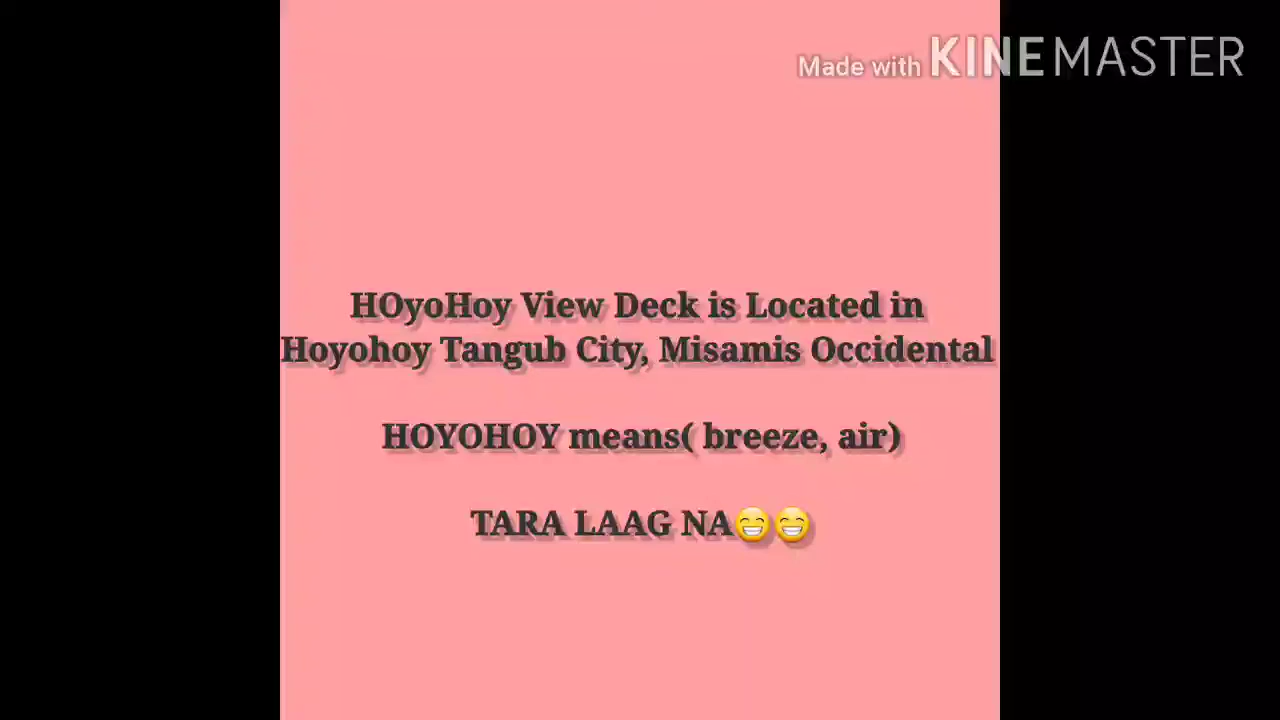 Made with KINEMASTER
HOyoHoy View Deck is Located in
Hoyohoy Tangub City, Misamis Occidental
HOYOHOY means( breeze, air)
TARA LAAG NA😁😁